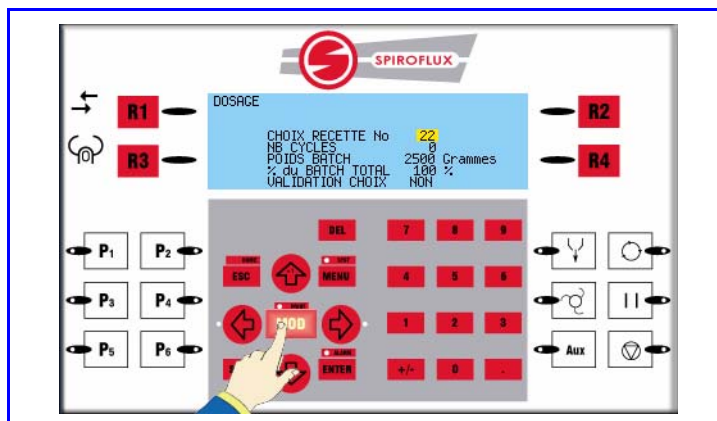 SPIROFLUX
R1
R2
R3
R4
DOSAGE
CHOIX RECETTE No 22
NB CYCLES 0
POIDS BATCH 2500 Grammes
% du BATCH TOTAL 100 %
VALIDATION CHOIX NON
P1 P2
P3 P4
P5 P6
DEL 7 8 9
ESC MENU 4 5 6
MOD 1 2 3
ENTER +/- 0 .
Aux